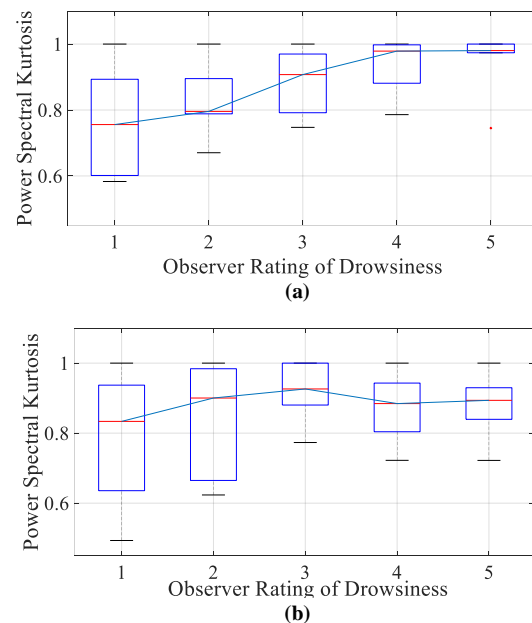 Power Spectral Kurtosis
1
0.8
0.6
1 2 3 4 5
Observer Rating of Drowsiness
(a)
Power Spectral Kurtosis
1
0.8
0.6
1 2 3 4 5
Observer Rating of Drowsiness
(b)